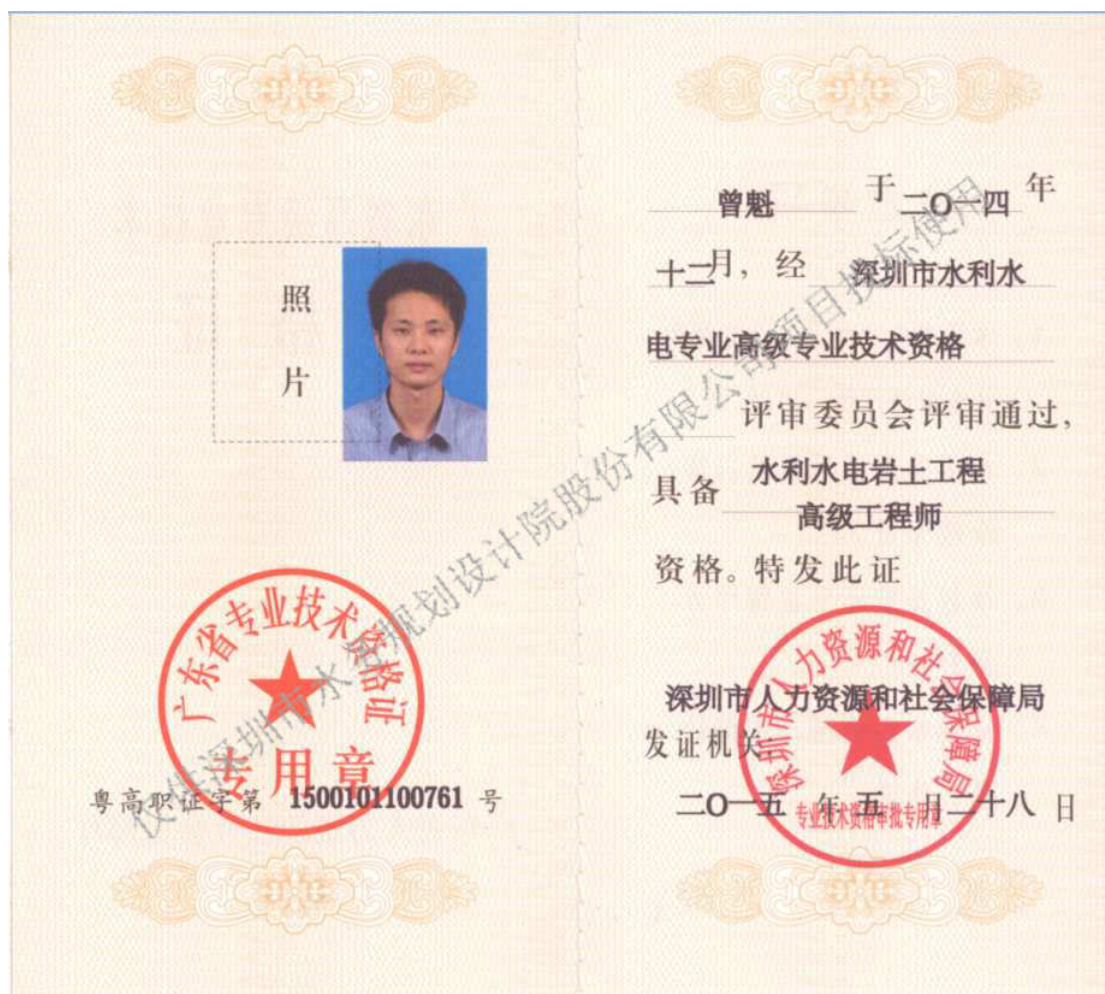 照
片
广东省专业技术资格证
专用章
粤高职证字第 1500101100761 号
曾魁 于二〇一四 年
十二月，经 深圳市水利水
电专业高级专业技术资格
评审委员会评审通过，
具备 水利水电岩土工程
高级工程师
资格。特发此证
深圳市人力资源和社会保障局
深圳市人力资源和社会保障局
发证机关：
二〇一五 年 五 月二十八 日
专业技术资格审批专用章
仅供深圳市水务规划设计院股份有限公司项目投标使用